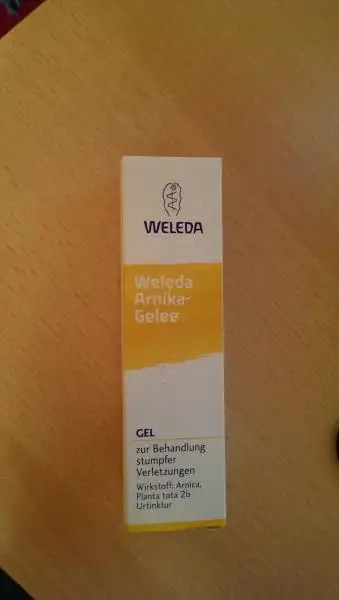 WELEDA
Weleda
Arnika-
Gelee
GEL
zur Behandlung
stumpfer
Verletzungen
Wirkstoff: Arnica,
Planta tota 2b
Urtinktur